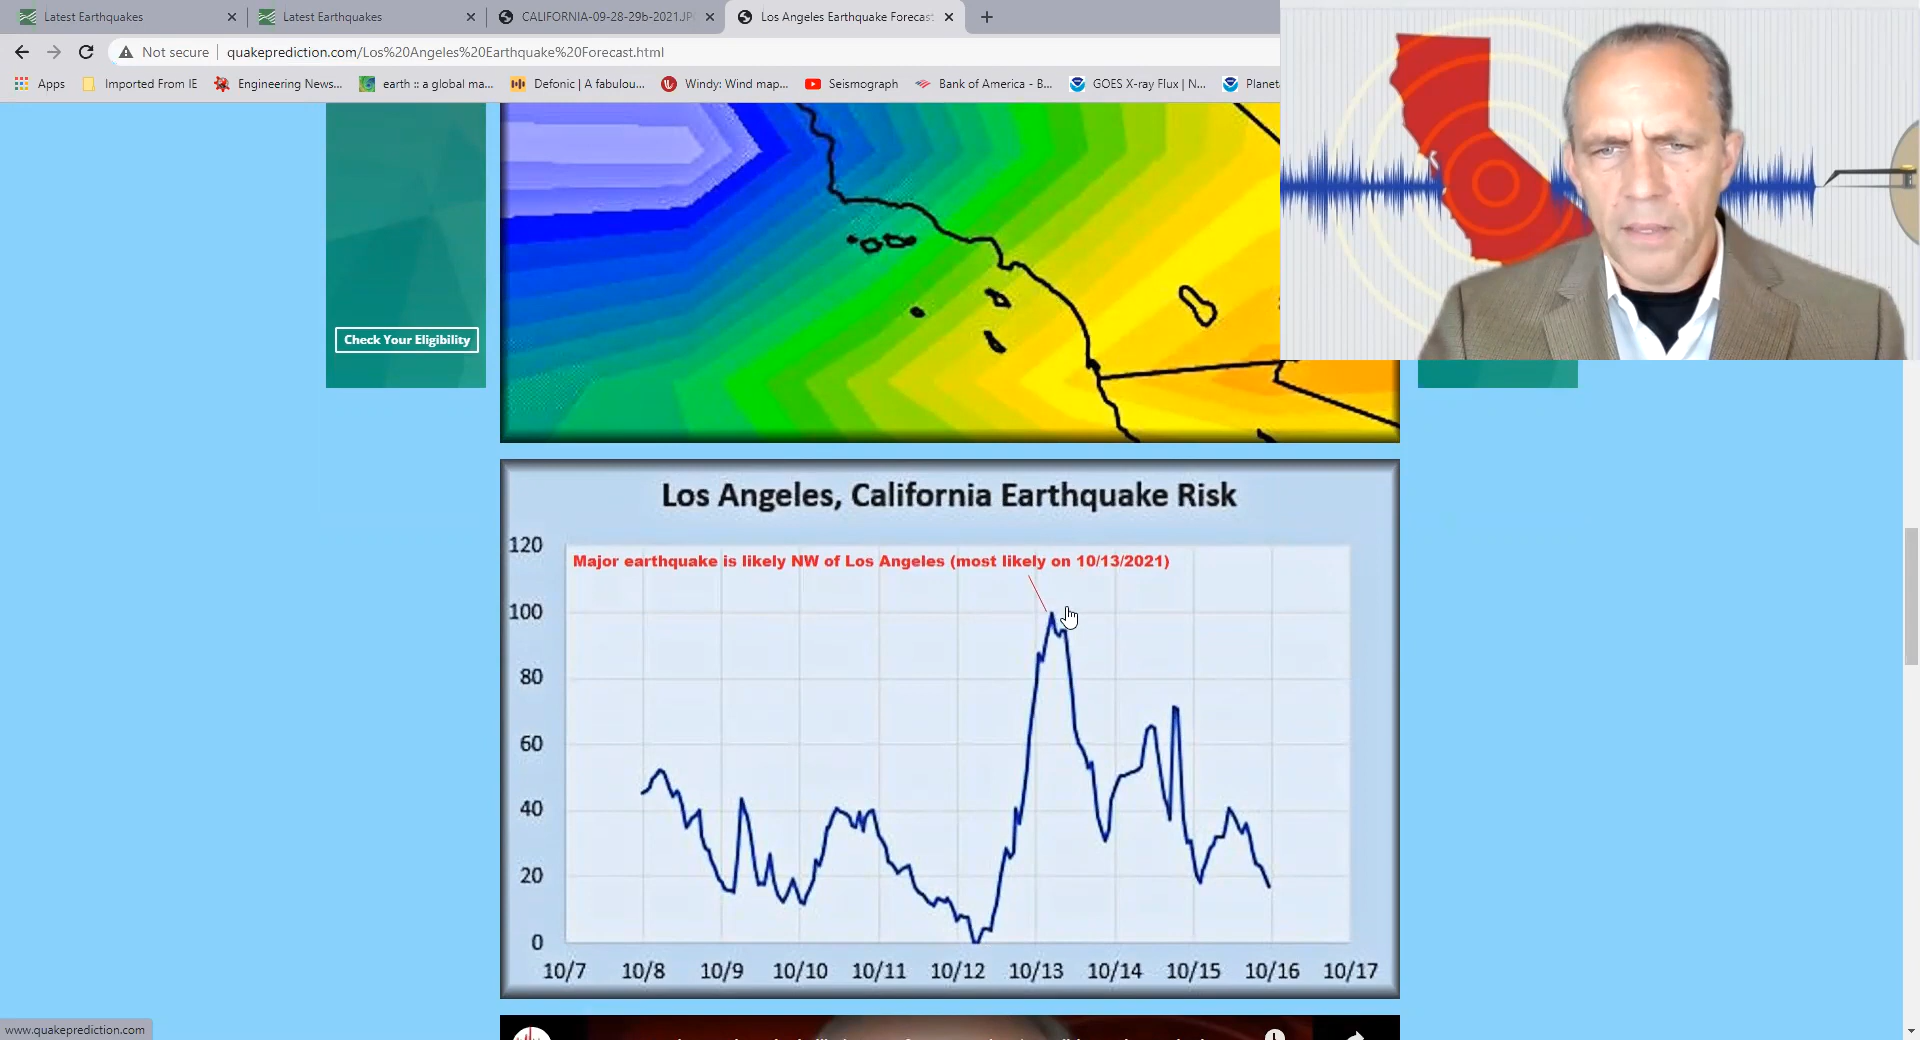 Latest Earthquakes
Latest Earthquakes
CALIFORNIA-09-28-29b-2021.JP
Los Angeles Earthquake Forecas
Not secure
quakeprediction.com/Los%20Angeles%20Earthquake%20Forecast.html
Apps
Imported From IE
Engineering News...
earth :: a global ma...
Defonic | A fabulou...
Windy: Wind map...
Seismograph
Bank of America - B...
GOES X-ray Flux | N...
Planet
Check Your Eligibility
Los Angeles, California Earthquake Risk
Major earthquake is likely NW of Los Angeles (most likely on 10/13/2021)
120
100
80
60
40
20
0
10/7 10/8 10/9 10/10 10/11 10/12 10/13 10/14 10/15 10/16 10/17
www.quakeprediction.com